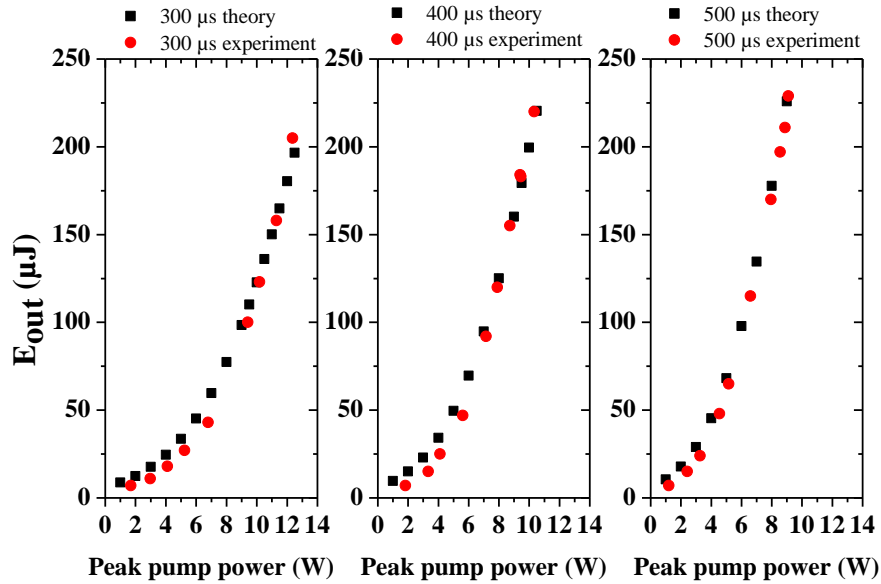 300 µs theory
300 µs experiment
400 µs theory
400 µs experiment
500 µs theory
500 µs experiment
250
200
150
100
50
0
0 2 4 6 8 10 12 14
Peak pump power (W)
Eout (µJ)
250
200
150
100
50
0
0 2 4 6 8 10 12 14
Peak pump power (W)
250
200
150
100
50
0
0 2 4 6 8 10 12 14
Peak pump power (W)